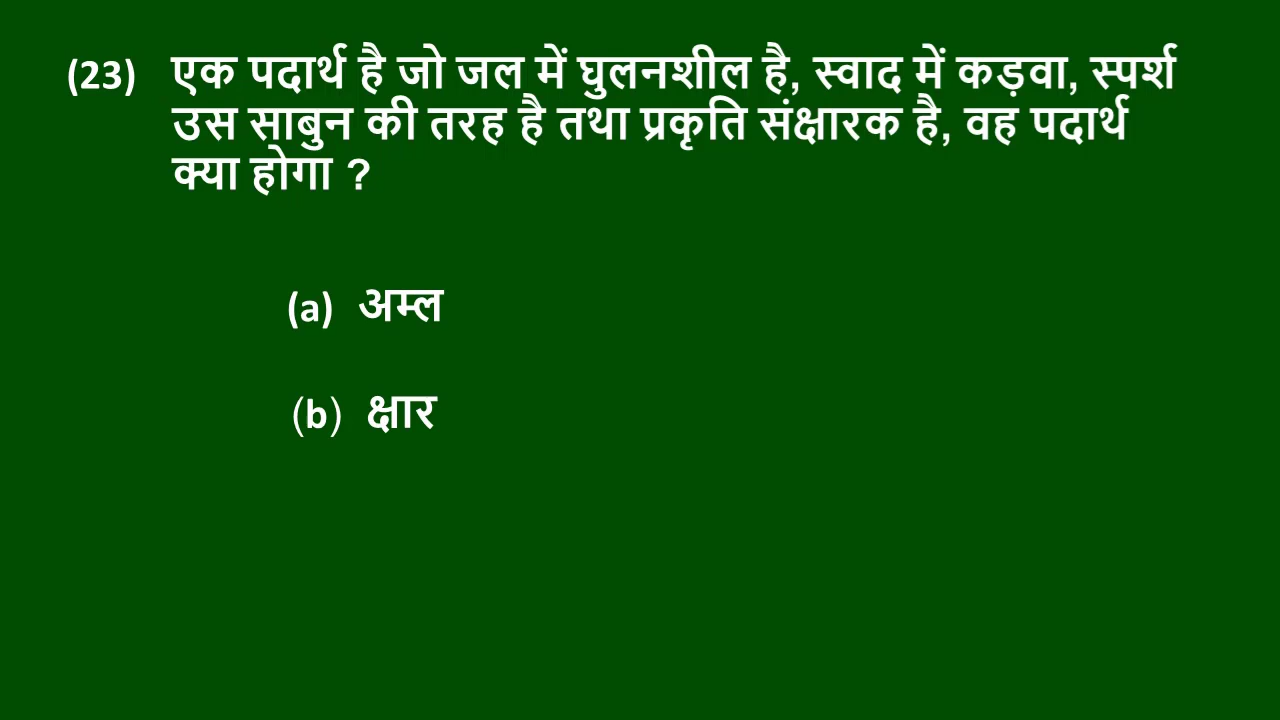 (23) एक पदार्थ है जो जल में घुलनशील है, स्वाद में कड़वा, स्पर्श
उस साबुन की तरह है तथा प्रकृति संक्षारक है, वह पदार्थ
क्या होगा ?
(a) अम्ल
(b) क्षार